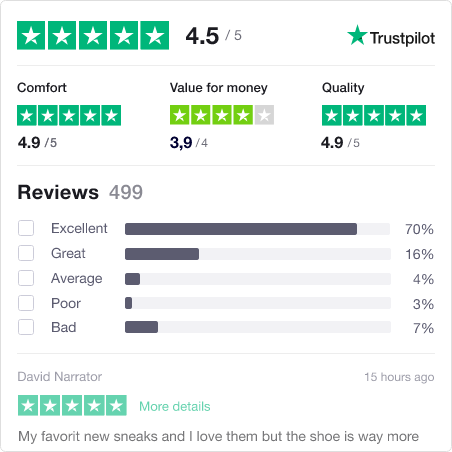 4.5 / 5
Trustpilot
Comfort Value for money Quality
4.9 /5 3,9 /4 4.9 /5
Reviews 499
Excellent 70%
Great 16%
Average 4%
Poor 3%
Bad 7%
David Narrator 15 hours ago
More details
My favorit new sneaks and I love them but the shoe is way more